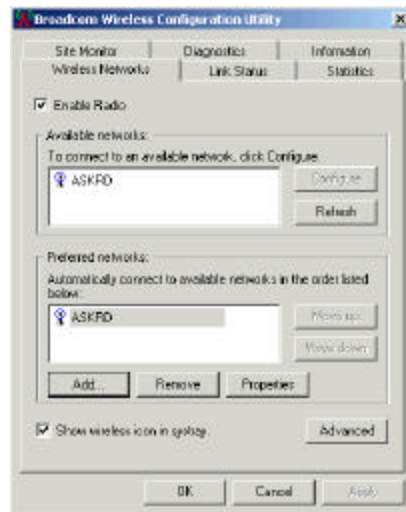 Broadcom Wireless Configuration Utility
Site Monitor Diagnostics Information
Wireless Networks Link Status Statistics
Enable Radio
Available networks:
To connect to an available network, click Configure.
ASKRD
Configure
Refresh
Preferred networks:
Automatically connect to available networks in the order listed
below:
ASKRD
Move up
Move down
Add... Remove Properties
Show wireless icon in systray.
Advanced
OK Cancel Apply